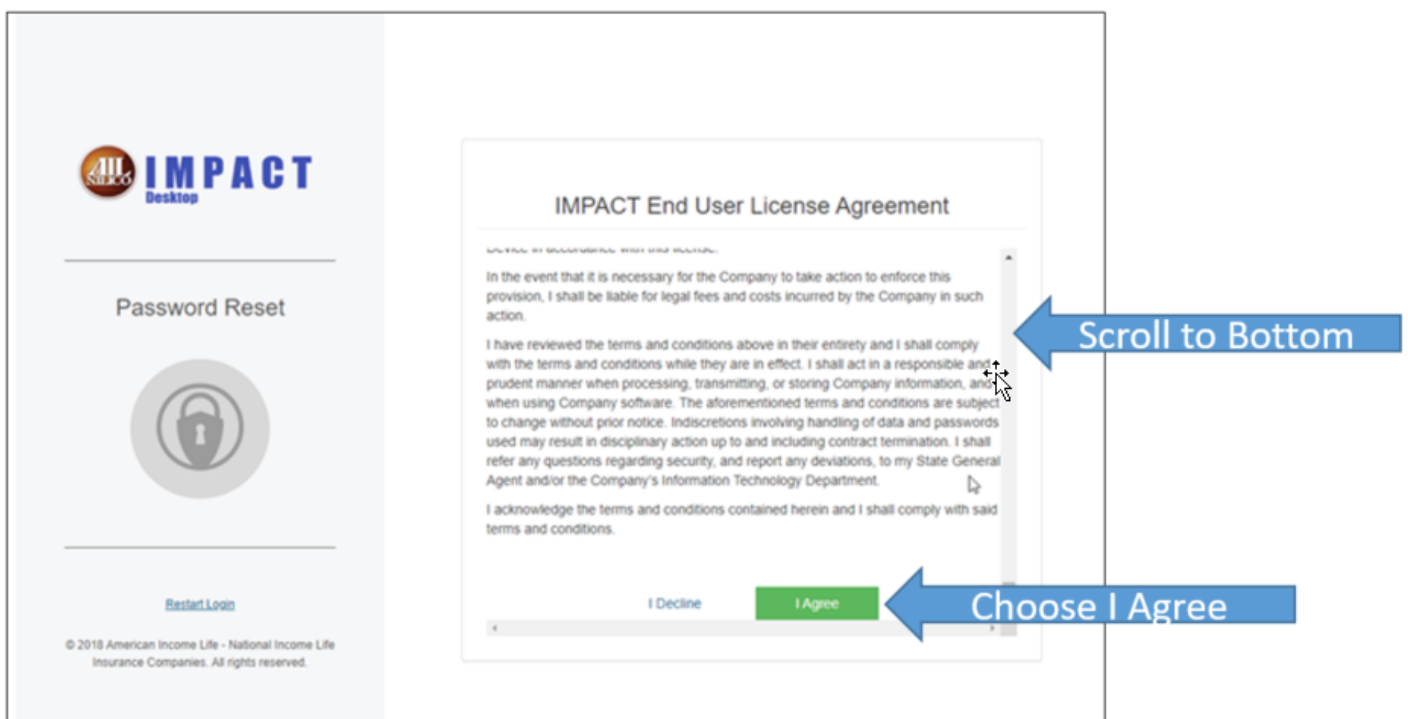 AIL
NILICO
IMPACT
Desktop
Password Reset
Restart Login
© 2018 American Income Life - National Income Life
Insurance Companies. All rights reserved.
IMPACT End User License Agreement
Device in accordance with this license.
In the event that it is necessary for the Company to take action to enforce this
provision, I shall be liable for legal fees and costs incurred by the Company in such
action.
I have reviewed the terms and conditions above in their entirety and I shall comply
with the terms and conditions while they are in effect. I shall act in a responsible and
prudent manner when processing, transmitting, or storing Company information, and
when using Company software. The aforementioned terms and conditions are subject
to change without prior notice. Indiscretions involving handling of data and passwords
used may result in disciplinary action up to and including contract termination. I shall
refer any questions regarding security, and report any deviations, to my State General
Agent and/or the Company's Information Technology Department.
I acknowledge the terms and conditions contained herein and I shall comply with said
terms and conditions.
I Decline
I Agree
Scroll to Bottom
Choose I Agree